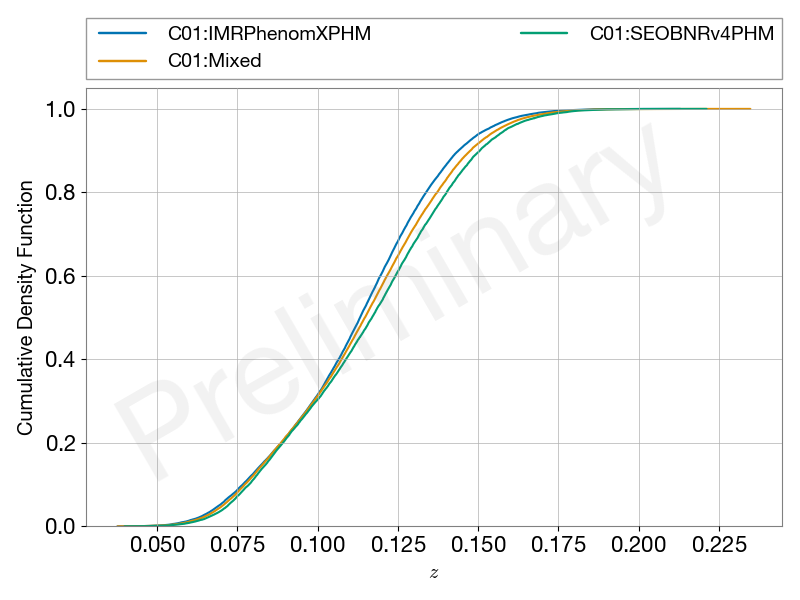 C01:IMRPhenomXPHM
C01:Mixed
C01:SEOBNRv4PHM
Cumulative Density Function
1.0
0.8
0.6
0.4
0.2
0.0
Preliminary
0.050 0.075 0.100 0.125 0.150 0.175 0.200 0.225
z